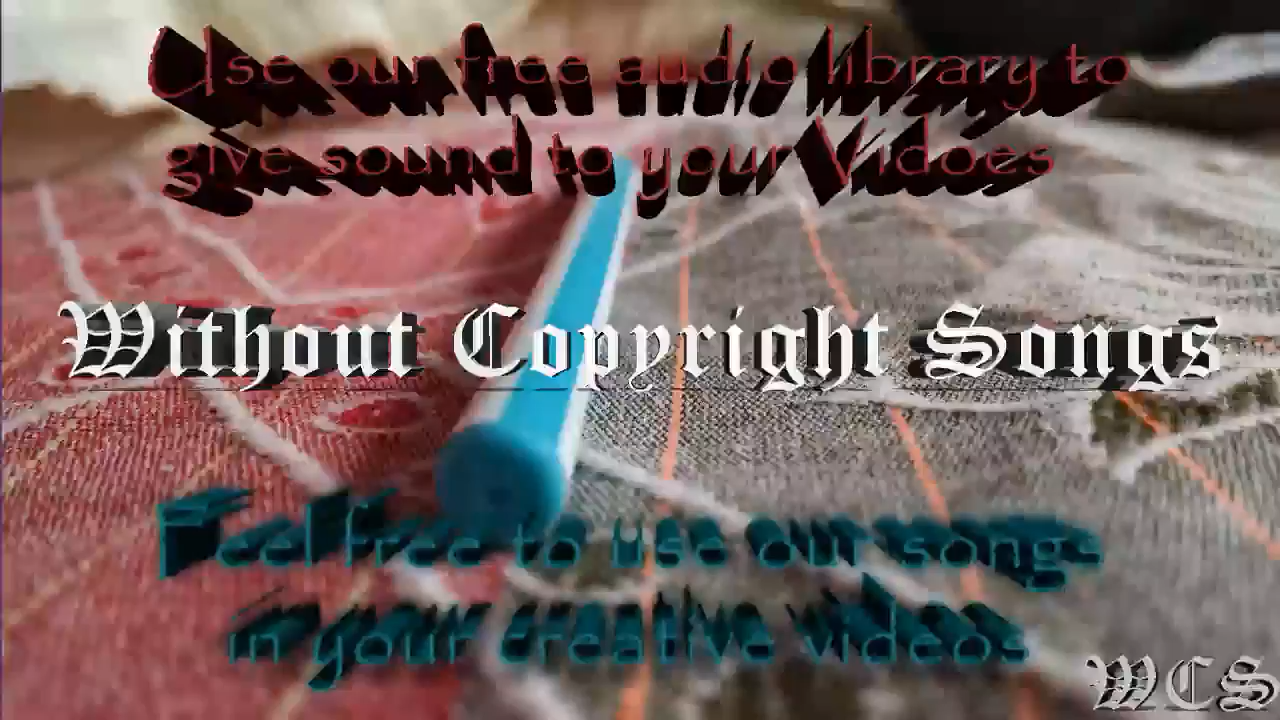 Use our free audio library to
give sound to your Vidoes
Without Copyright Songs
Feel free to use our songs
in your creative videos
WCS